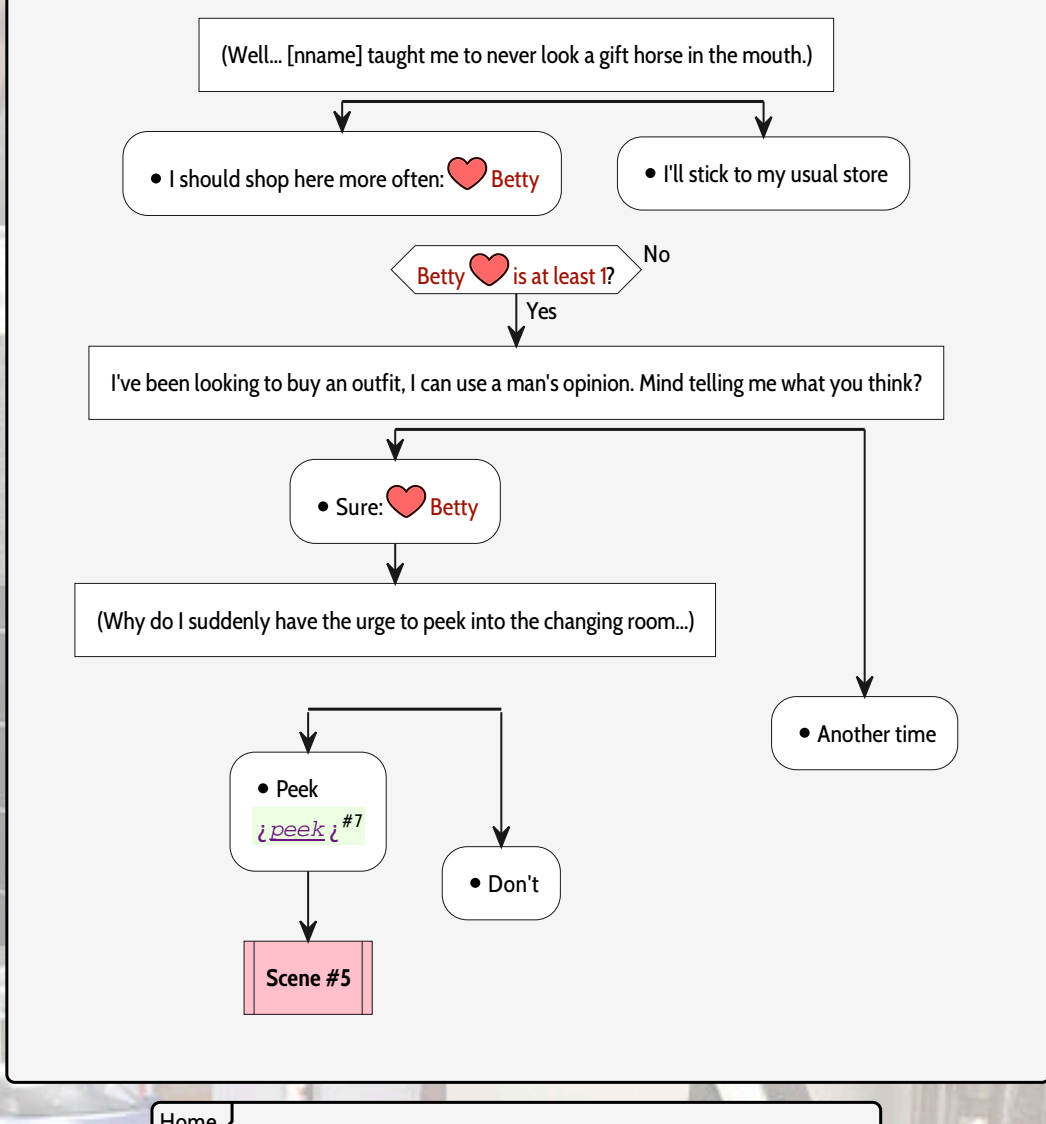 (Well... [nname] taught me to never look a gift horse in the mouth.)
• I should shop here more often: ❤ Betty
• I'll stick to my usual store
Betty ❤ is at least 1?
No
Yes
I've been looking to buy an outfit, I can use a man's opinion. Mind telling me what you think?
• Sure: ❤ Betty
(Why do I suddenly have the urge to peek into the changing room...)
• Another time
• Peek
¿peek¿#7
• Don't
Scene #5
Home